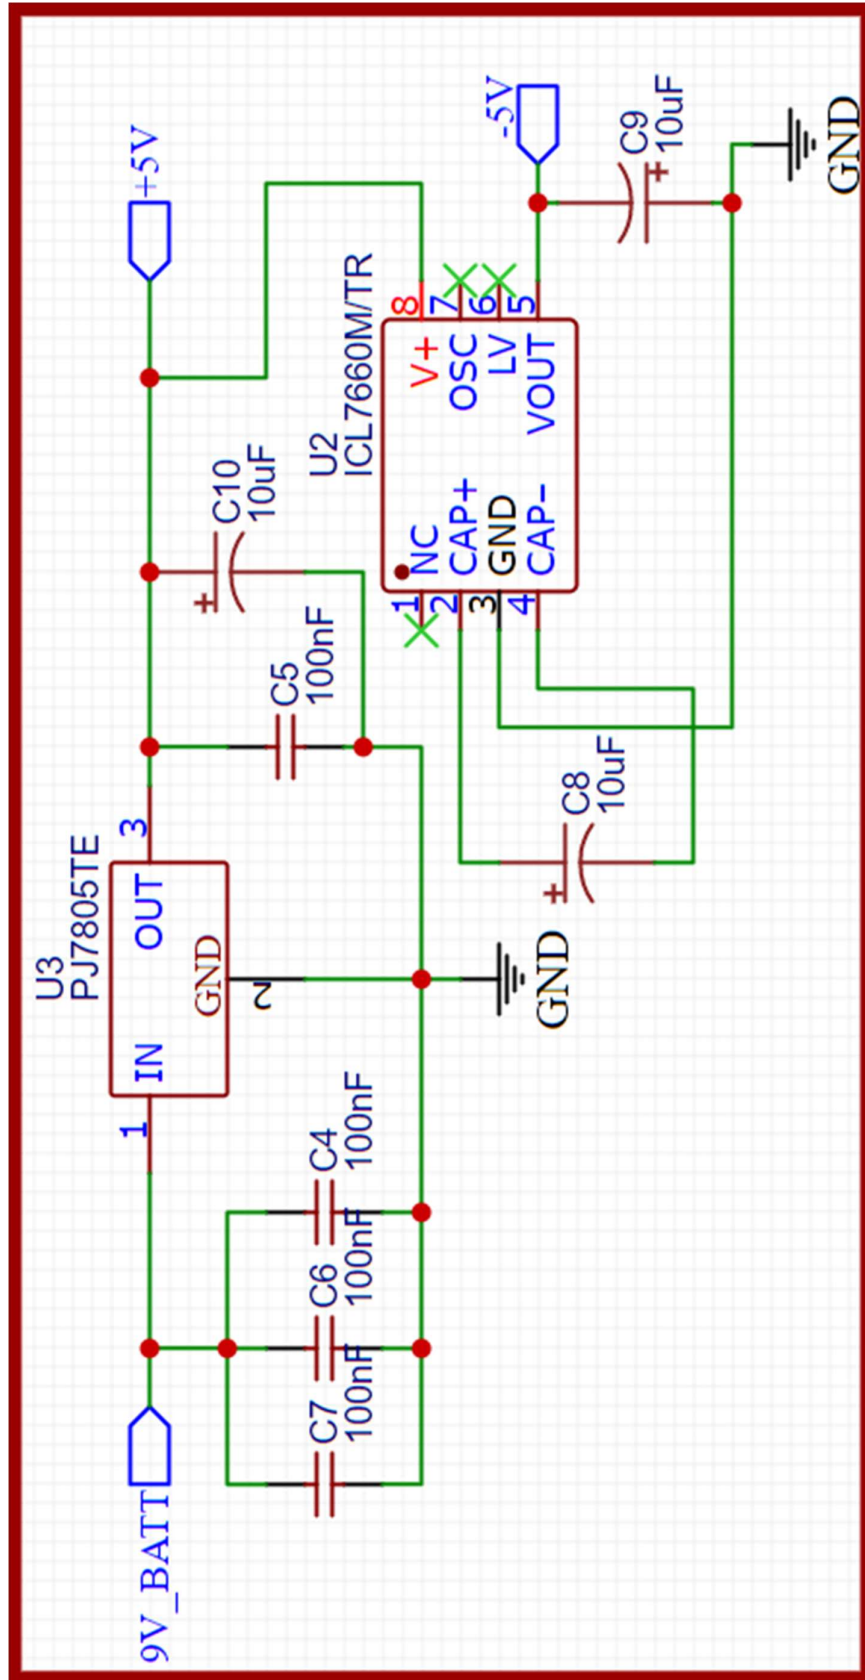 9V_BATT
C7
100nF
C6
100nF
C4
100nF
U3
PJ7805TE
1
IN
OUT
3
GND
2
GND
C5
100nF
C10
10uF
+5V
C8
10uF
U2
ICL7660M/TR
1
2
3
4
NC
CAP+
GND
CAP-
V+
OSC
LV
VOUT
8
7
6
5
-5V
C9
10uF
GND